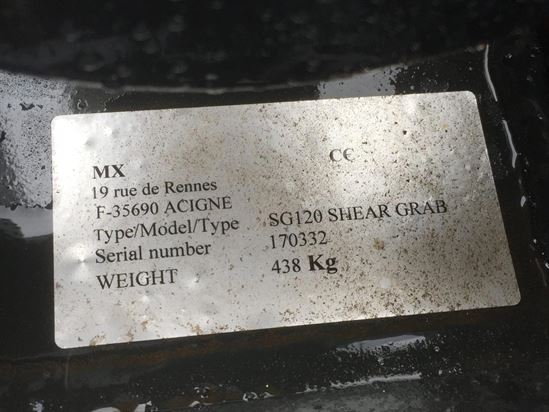 MX CЄ
19 rue de Rennes
F-35690 ACIGNE
Type/Model/Type SG120 SHEAR GRAB
Serial number 170332
WEIGHT 438 Kg